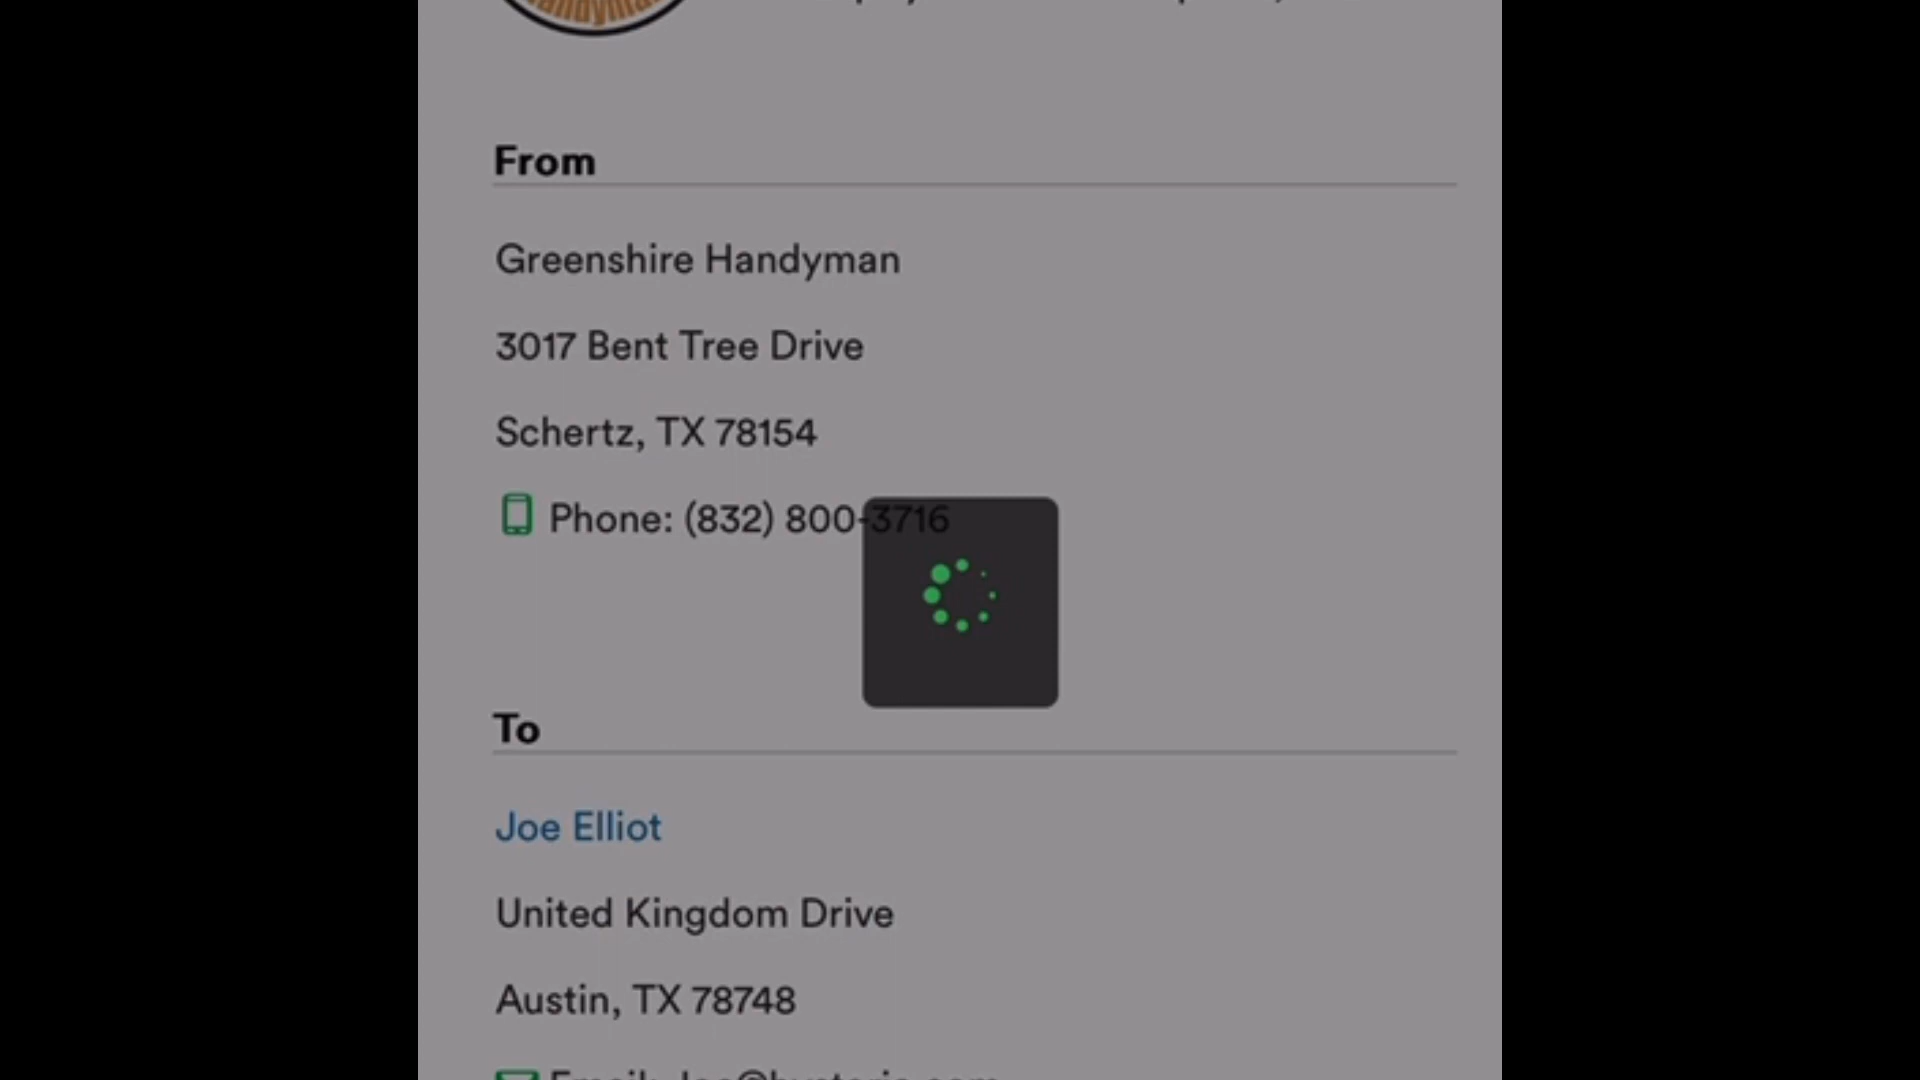 From
Greenshire Handyman
3017 Bent Tree Drive
Schertz, TX 78154
Phone: (832) 800-3716
To
Joe Elliot
United Kingdom Drive
Austin, TX 78748
Email: